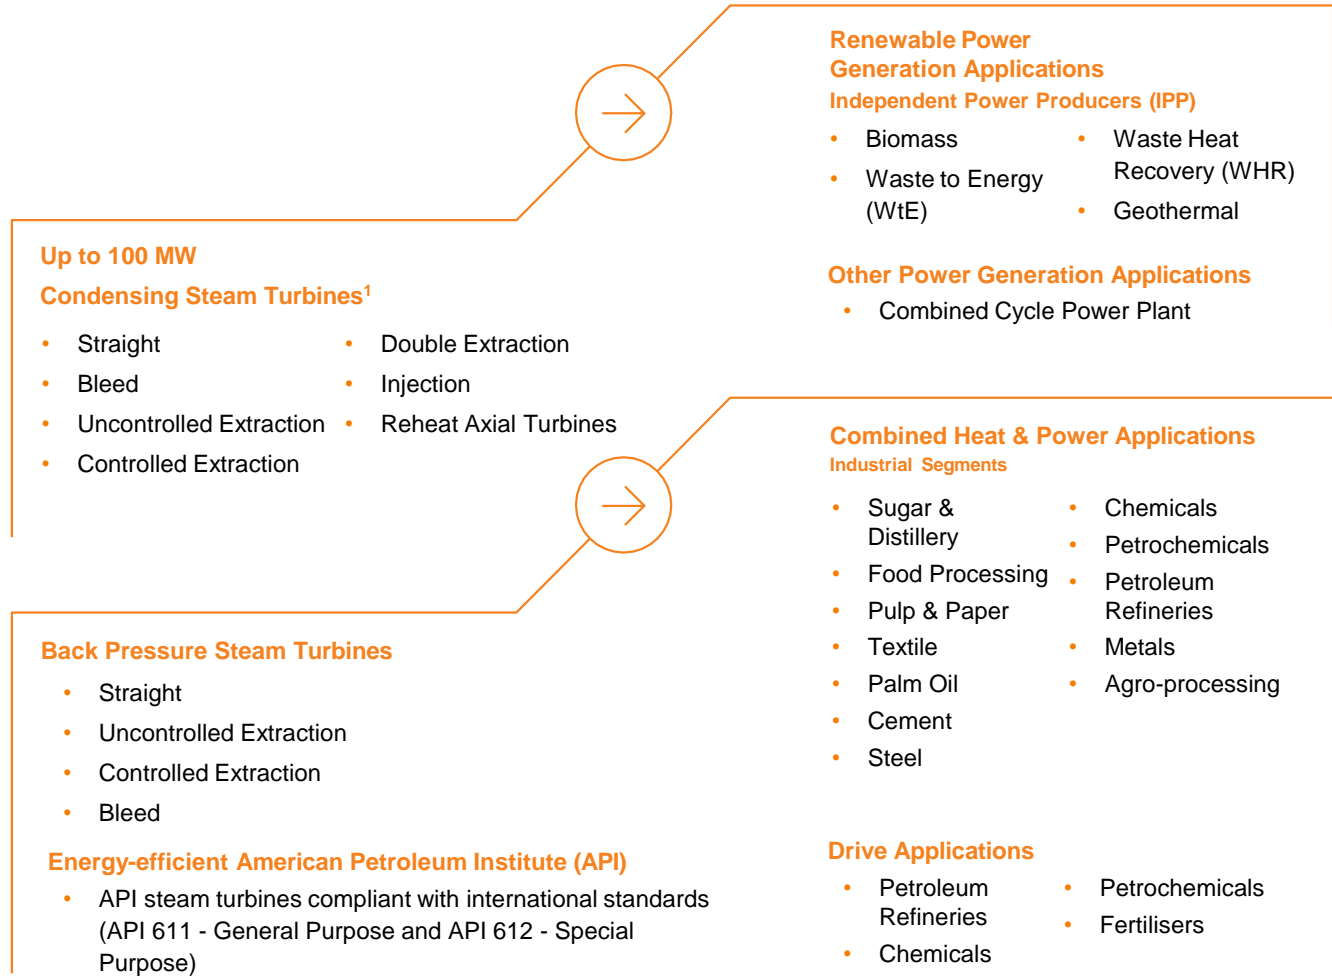 Renewable Power
Generation Applications
Independent Power Producers (IPP)
• Biomass
• Waste to Energy
(WtE)
• Waste Heat
Recovery (WHR)
• Geothermal
Other Power Generation Applications
• Combined Cycle Power Plant
Up to 100 MW
Condensing Steam Turbines¹
• Straight
• Bleed
• Uncontrolled Extraction
• Controlled Extraction
• Double Extraction
• Injection
• Reheat Axial Turbines
Combined Heat & Power Applications
Industrial Segments
• Sugar &
Distillery
• Food Processing
• Pulp & Paper
• Textile
• Palm Oil
• Cement
• Steel
• Chemicals
• Petrochemicals
• Petroleum
Refineries
• Metals
• Agro-processing
Back Pressure Steam Turbines
• Straight
• Uncontrolled Extraction
• Controlled Extraction
• Bleed
Energy-efficient American Petroleum Institute (API)
• API steam turbines compliant with international standards
(API 611 - General Purpose and API 612 - Special
Purpose)
Drive Applications
• Petroleum
Refineries
• Chemicals
• Petrochemicals
• Fertilisers